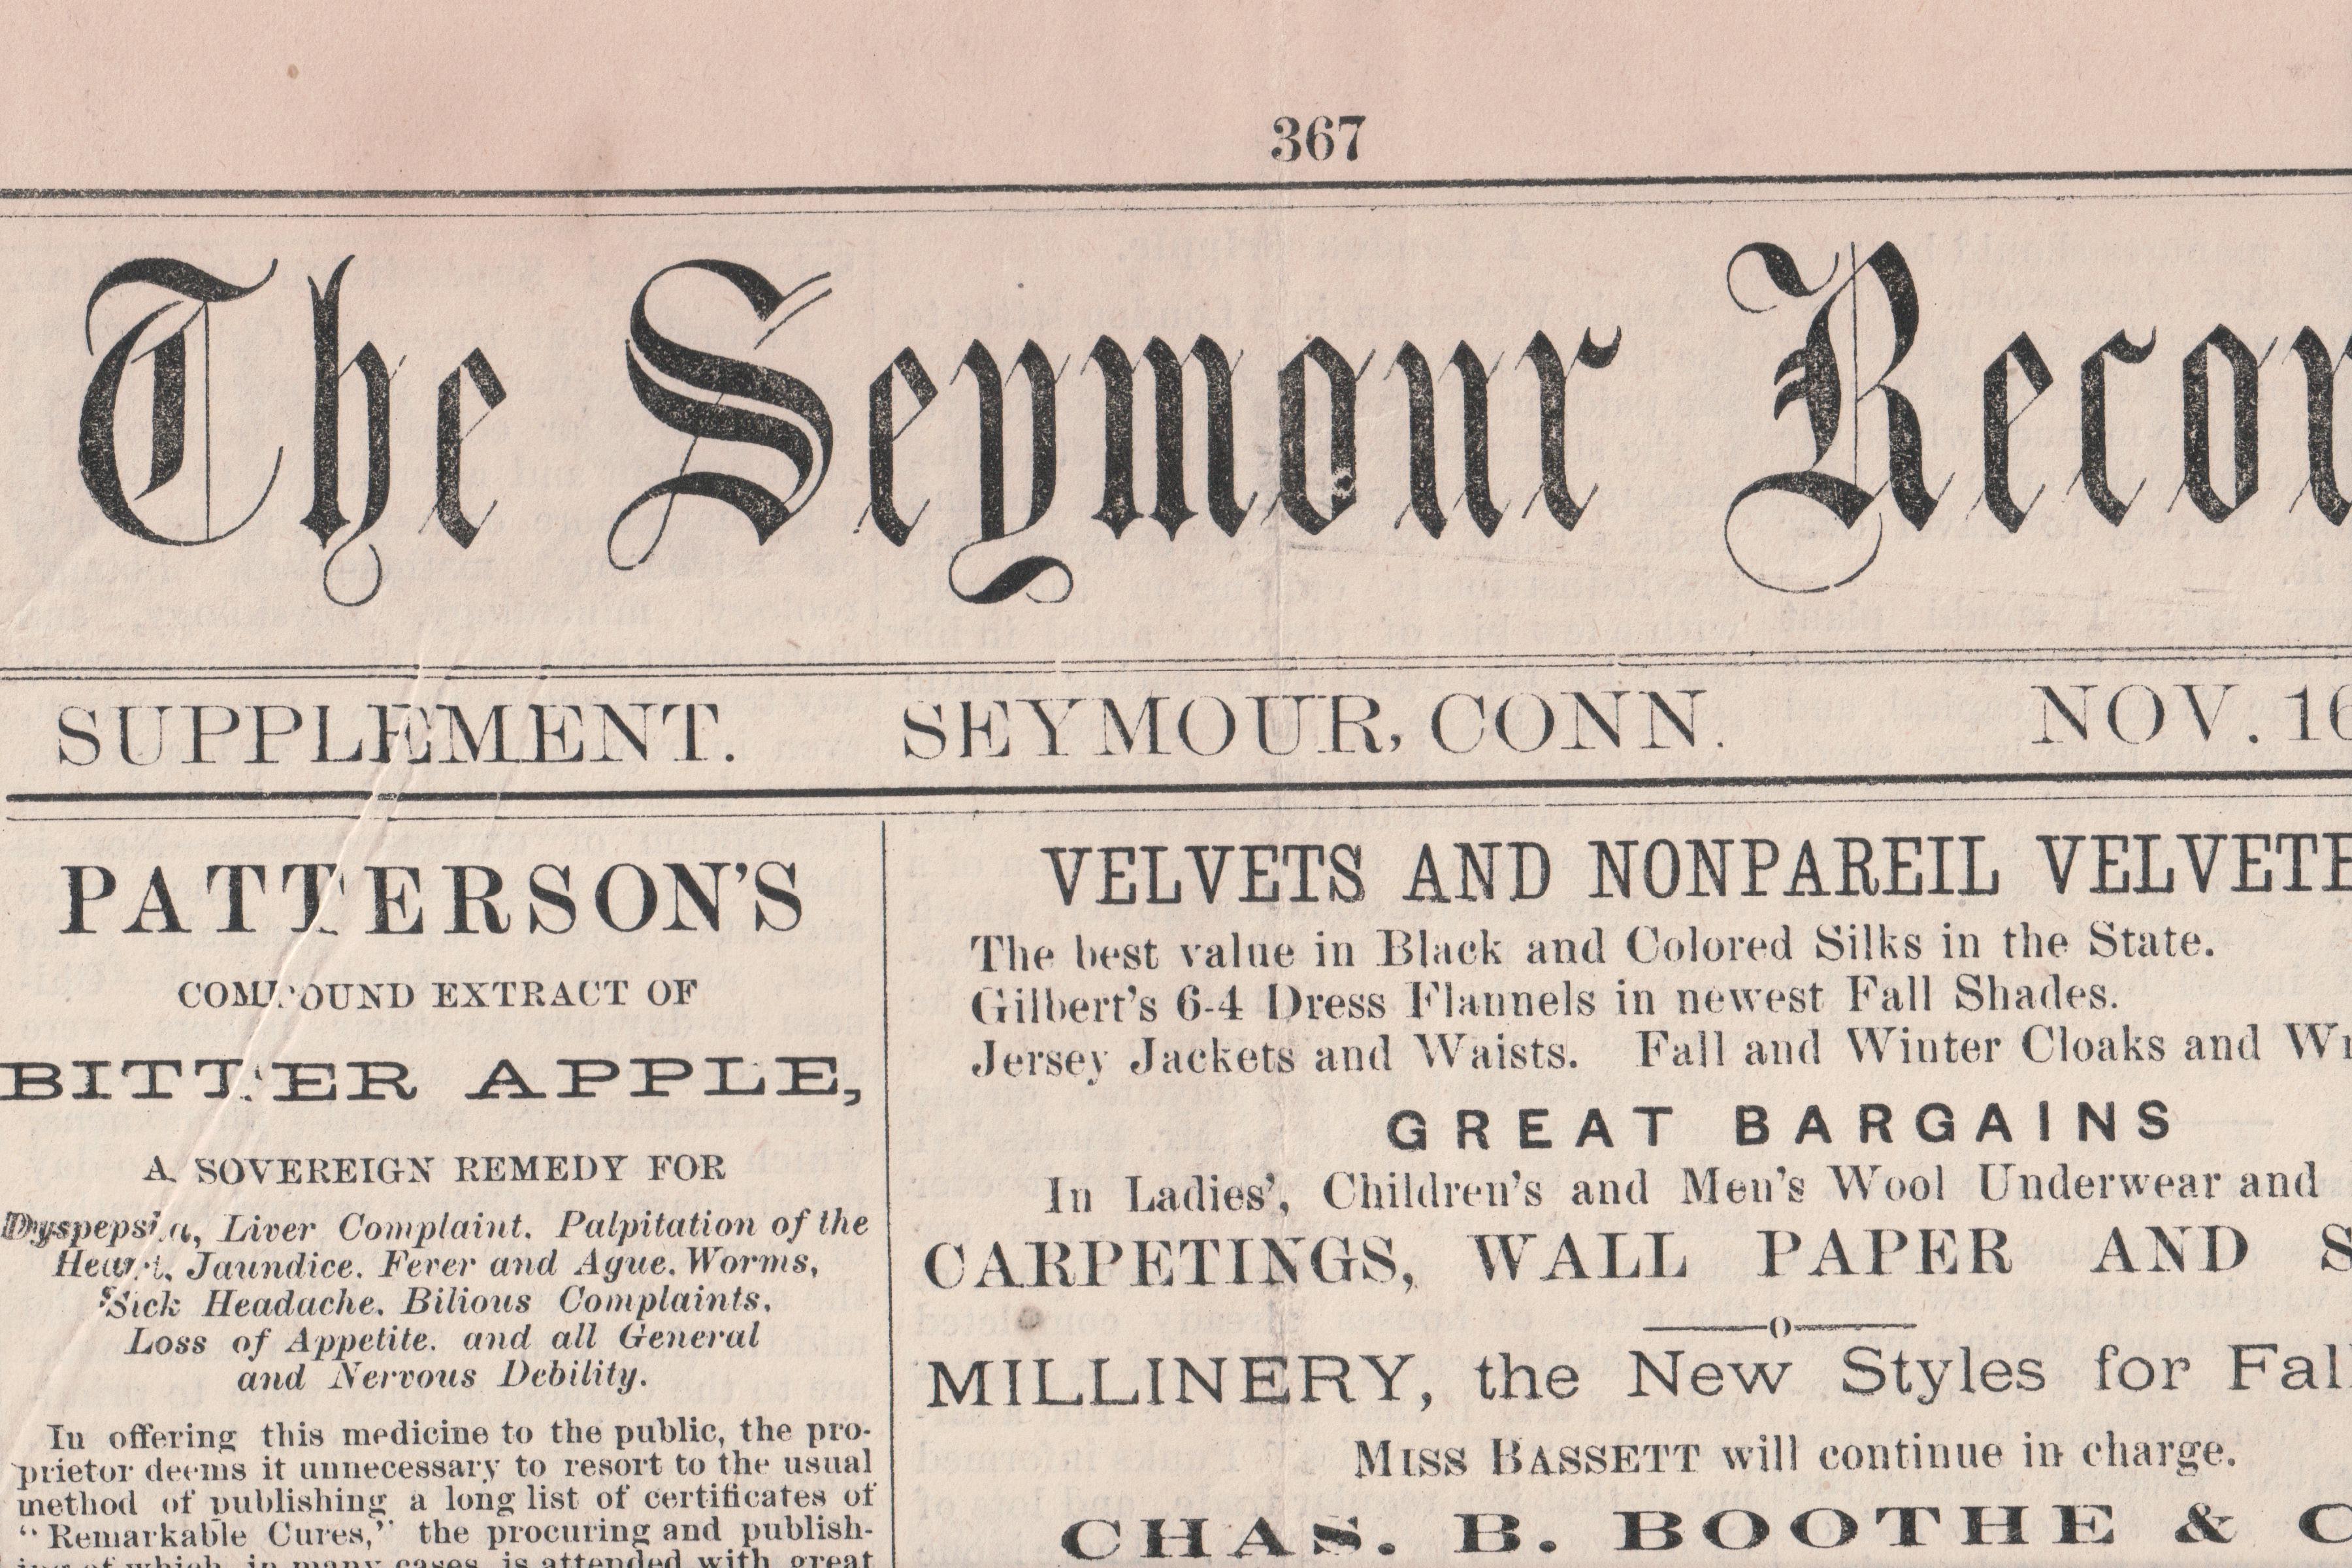 367
The Seymour Recor
SUPPLEMENT. SEYMOUR, CONN. NOV. 16
PATTERSON'S
COMPOUND EXTRACT OF
BITTER APPLE,
A SOVEREIGN REMEDY FOR
Dyspepsia, Liver Complaint, Palpitation of the
Heart, Jaundice, Fever and Ague, Worms,
Sick Headache, Bilious Complaints,
Loss of Appetite, and all General
and Nervous Debility.
In offering this medicine to the public, the pro-
prietor deems it unnecessary to resort to the usual
method of publishing a long list of certificates of
"Remarkable Cures," the procuring and publish-
ing of which, in many cases, is attended with great
VELVETS AND NONPAREIL VELVETE
The best value in Black and Colored Silks in the State.
Gilbert's 6-4 Dress Flannels in newest Fall Shades.
Jersey Jackets and Waists. Fall and Winter Cloaks and Wr
GREAT BARGAINS
In Ladies', Children's and Men's Wool Underwear and
CARPETINGS, WALL PAPER AND S
MILLINERY, the New Styles for Fall
MISS BASSETT will continue in charge.
CHAS. B. BOOTHE & C